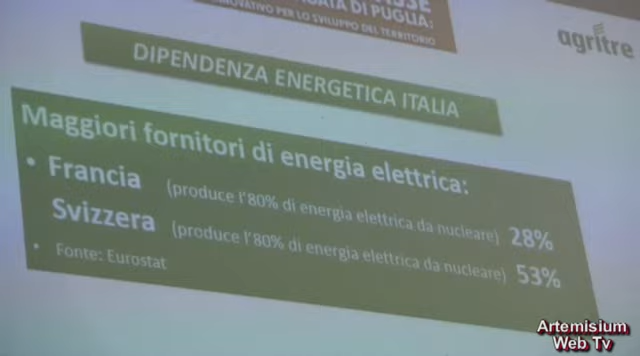 ATA DI PUGLIA:
NOVATIVO PER LO SVILUPPO DEL TERRITORIO
agritre
DIPENDENZA ENERGETICA ITALIA
Maggiori fornitori di energia elettrica:
• Francia (produce l'80% di energia elettrica da nucleare) 28%
Svizzera (produce l'80% di energia elettrica da nucleare) 53%
• Fonte: Eurostat
Artemisium
Web Tv